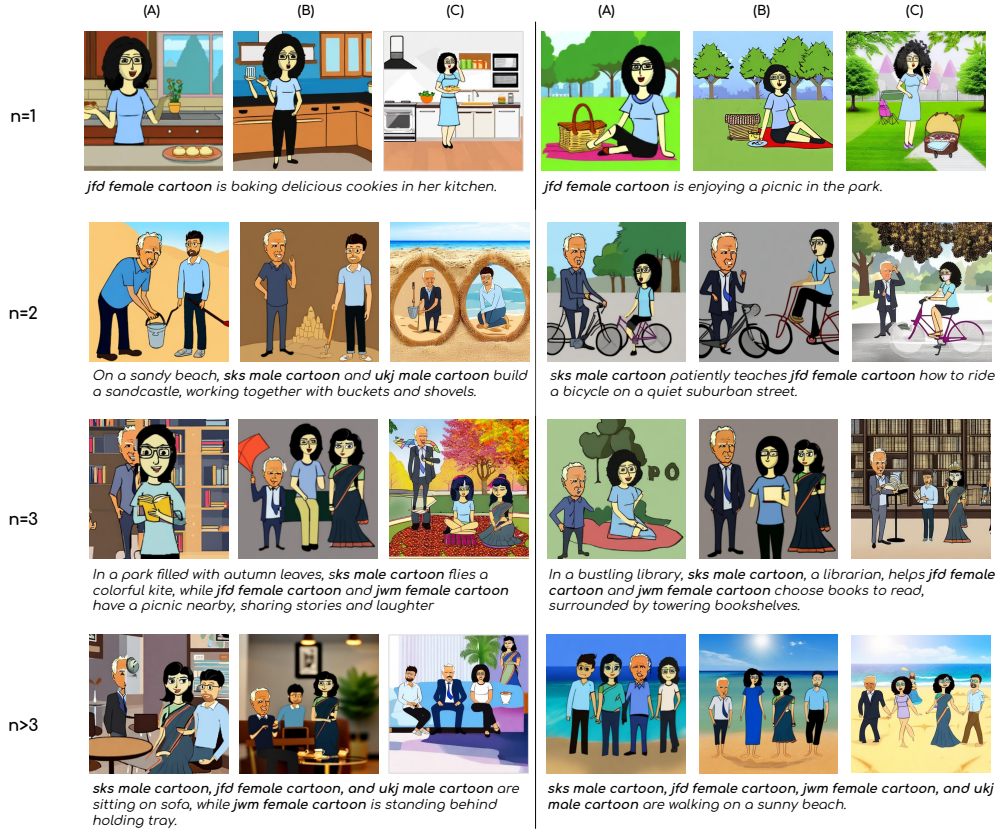 (A) (B) (C) (A) (B) (C)
n=1
jfd female cartoon is baking delicious cookies in her kitchen.
jfd female cartoon is enjoying a picnic in the park.
n=2
On a sandy beach, sks male cartoon and ukj male cartoon build
a sandcastle, working together with buckets and shovels.
sks male cartoon patiently teaches jfd female cartoon how to ride
a bicycle on a quiet suburban street.
n=3
PO
In a park filled with autumn leaves, sks male cartoon flies a
colorful kite, while jfd female cartoon and jwm female cartoon
have a picnic nearby, sharing stories and laughter
In a bustling library, sks male cartoon, a librarian, helps jfd female
cartoon and jwm female cartoon choose books to read,
surrounded by towering bookshelves.
n>3
sks male cartoon, jfd female cartoon, and ukj male cartoon are
sitting on sofa, while jwm female cartoon is standing behind
holding tray.
sks male cartoon, jfd female cartoon, jwm female cartoon, and ukj
male cartoon are walking on a sunny beach.